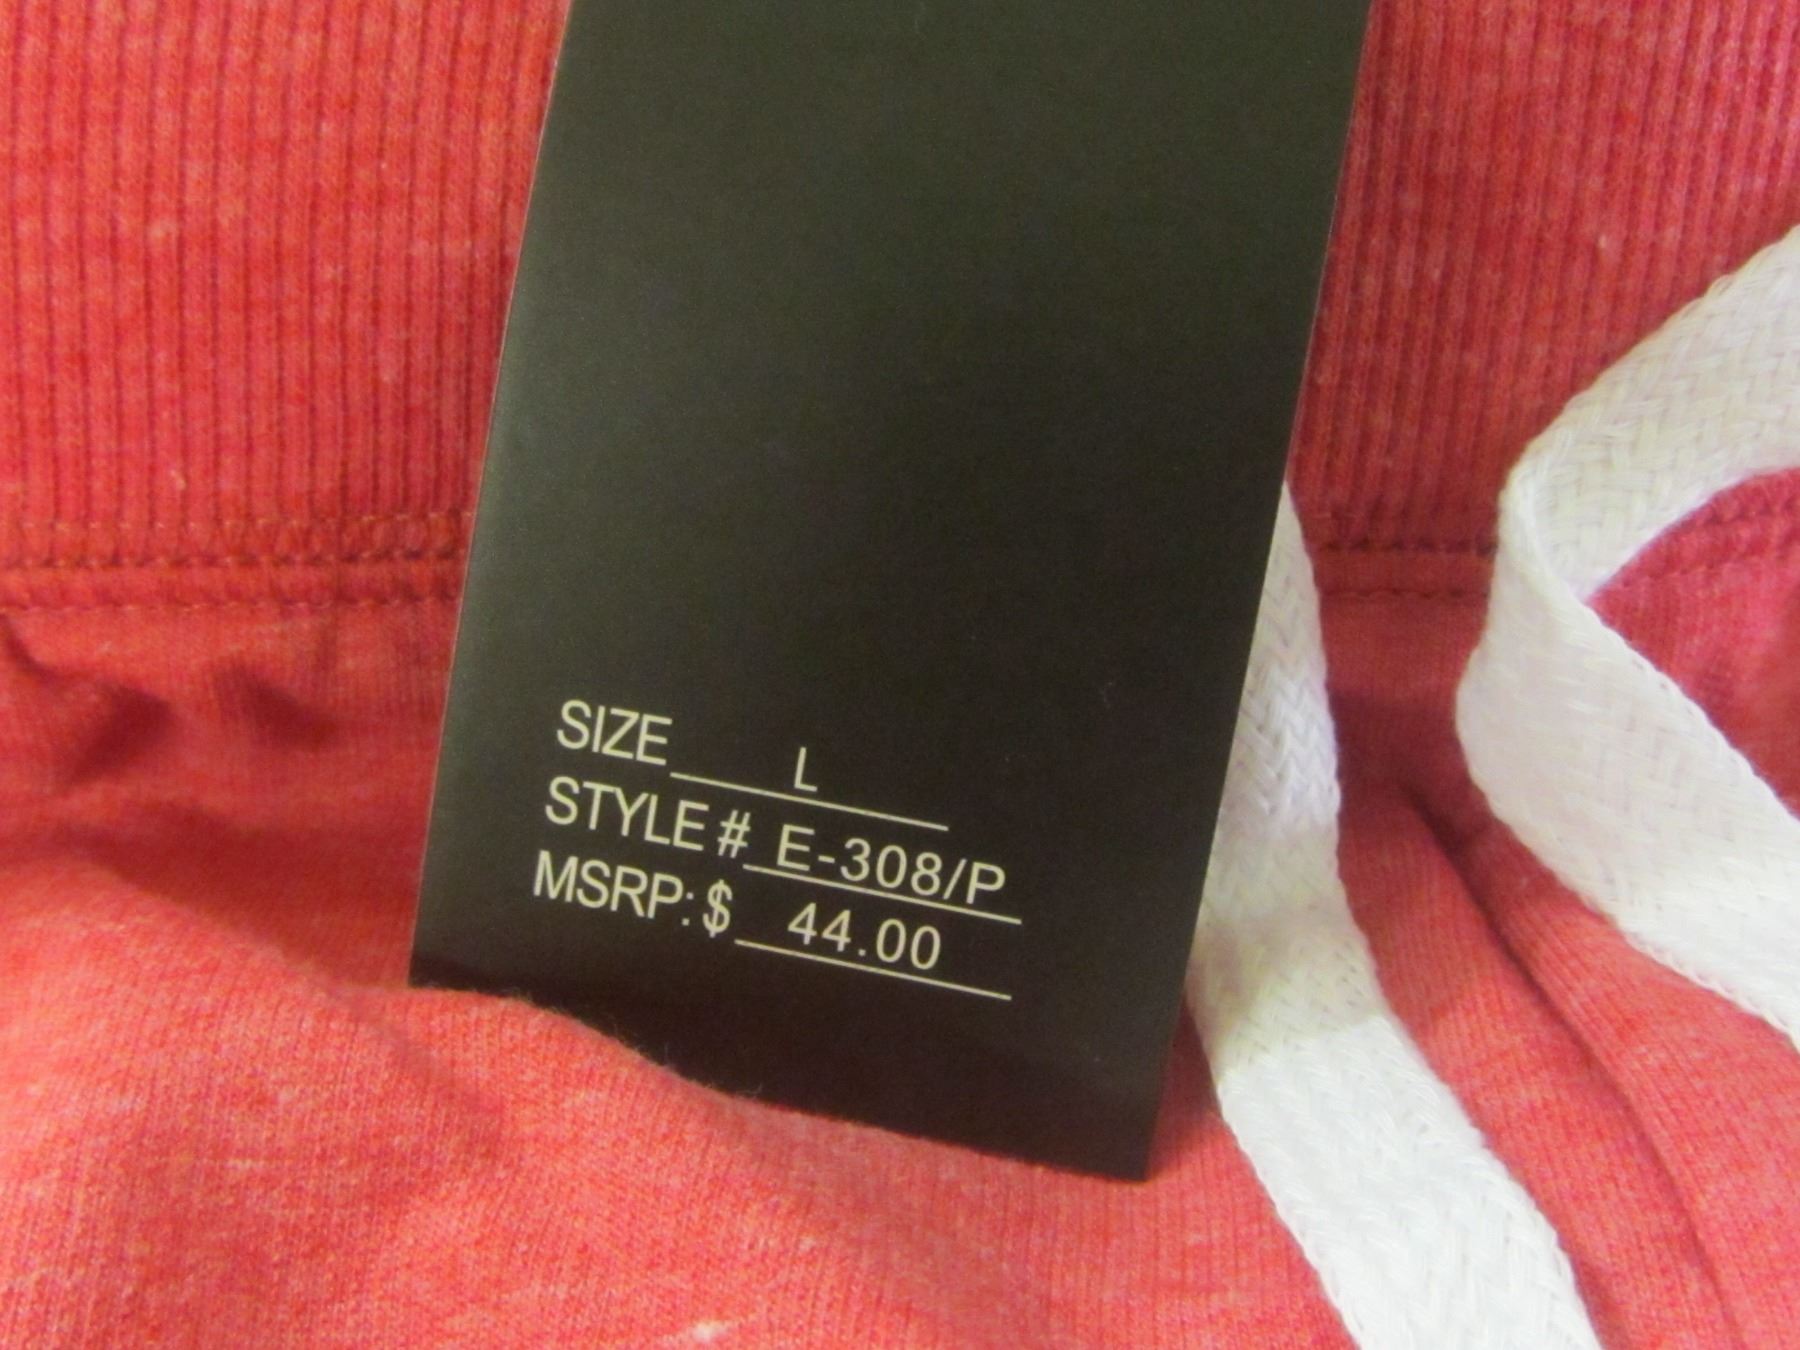 SIZE L
STYLE # E-308/P
MSRP: $ 44.00